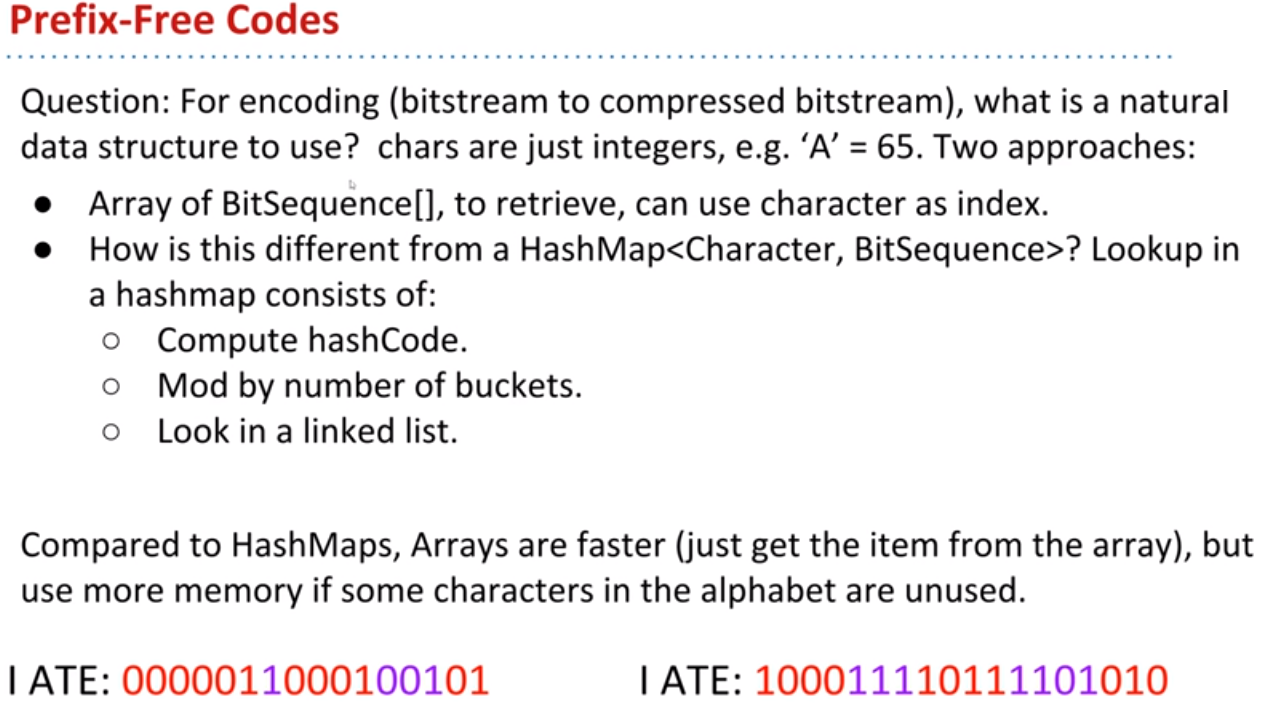 Prefix-Free Codes
Question: For encoding (bitstream to compressed bitstream), what is a natural
data structure to use?  chars are just integers, e.g. ‘A’ = 65. Two approaches:
● Array of BitSequence[], to retrieve, can use character as index.
● How is this different from a HashMap<Character, BitSequence>? Lookup in
a hashmap consists of:
○ Compute hashCode.
○ Mod by number of buckets.
○ Look in a linked list.
Compared to HashMaps, Arrays are faster (just get the item from the array), but
use more memory if some characters in the alphabet are unused.
I ATE: 0000011000100101 I ATE: 100011110111101010